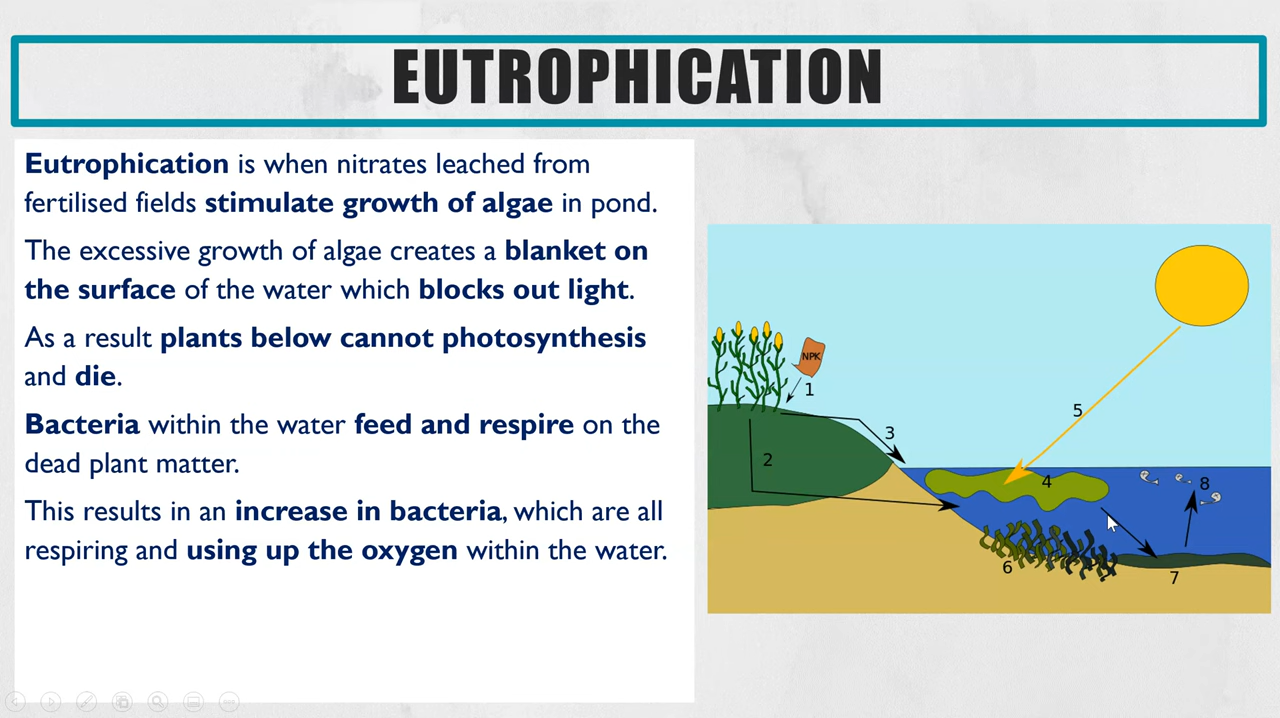 EUTROPHICATION
Eutrophication is when nitrates leached from
fertilised fields stimulate growth of algae in pond.
The excessive growth of algae creates a blanket on
the surface of the water which blocks out light.
As a result plants below cannot photosynthesis
and die.
Bacteria within the water feed and respire on the
dead plant matter.
This results in an increase in bacteria, which are all
respiring and using up the oxygen within the water.
NPK
1
5
3
2
4
8
6
7